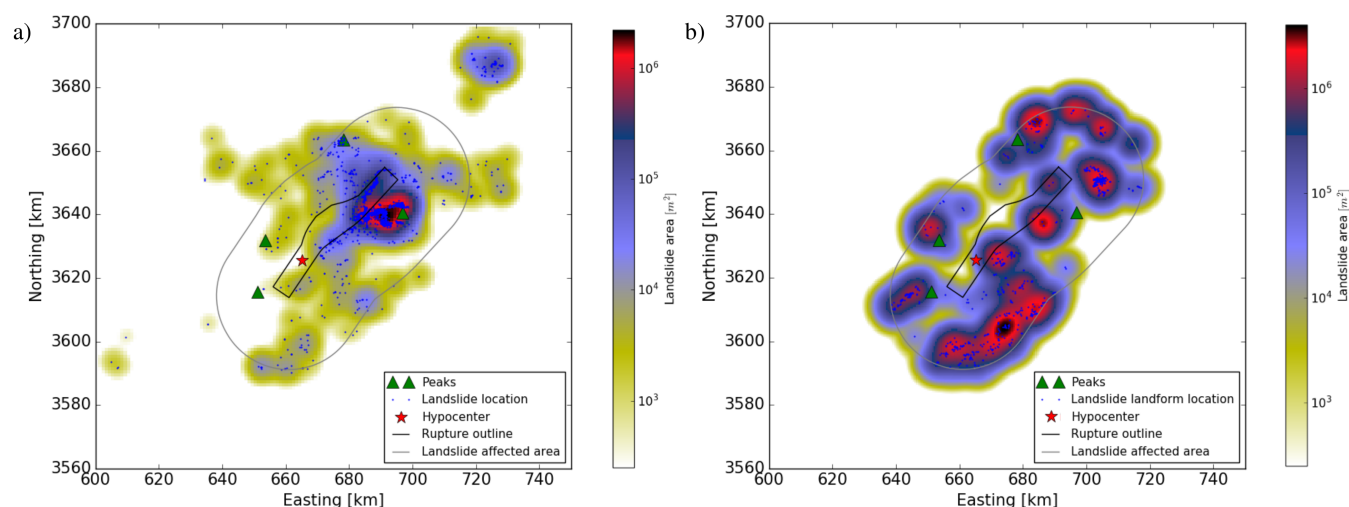 a)
3700
3680
3660
3640
3620
3600
3580
3560
Northing [km]
600 620 640 660 680 700 720 740
Easting [km]
Peaks
Landslide location
Hypocenter
Rupture outline
Landslide affected area
10^6
10^5
10^4
10^3
Landslide area [m^2]
b)
3700
3680
3660
3640
3620
3600
3580
3560
Northing [km]
600 620 640 660 680 700 720 740
Easting [km]
Peaks
Landslide landform location
Hypocenter
Rupture outline
Landslide affected area
10^6
10^5
10^4
10^3
Landslide area [m^2]